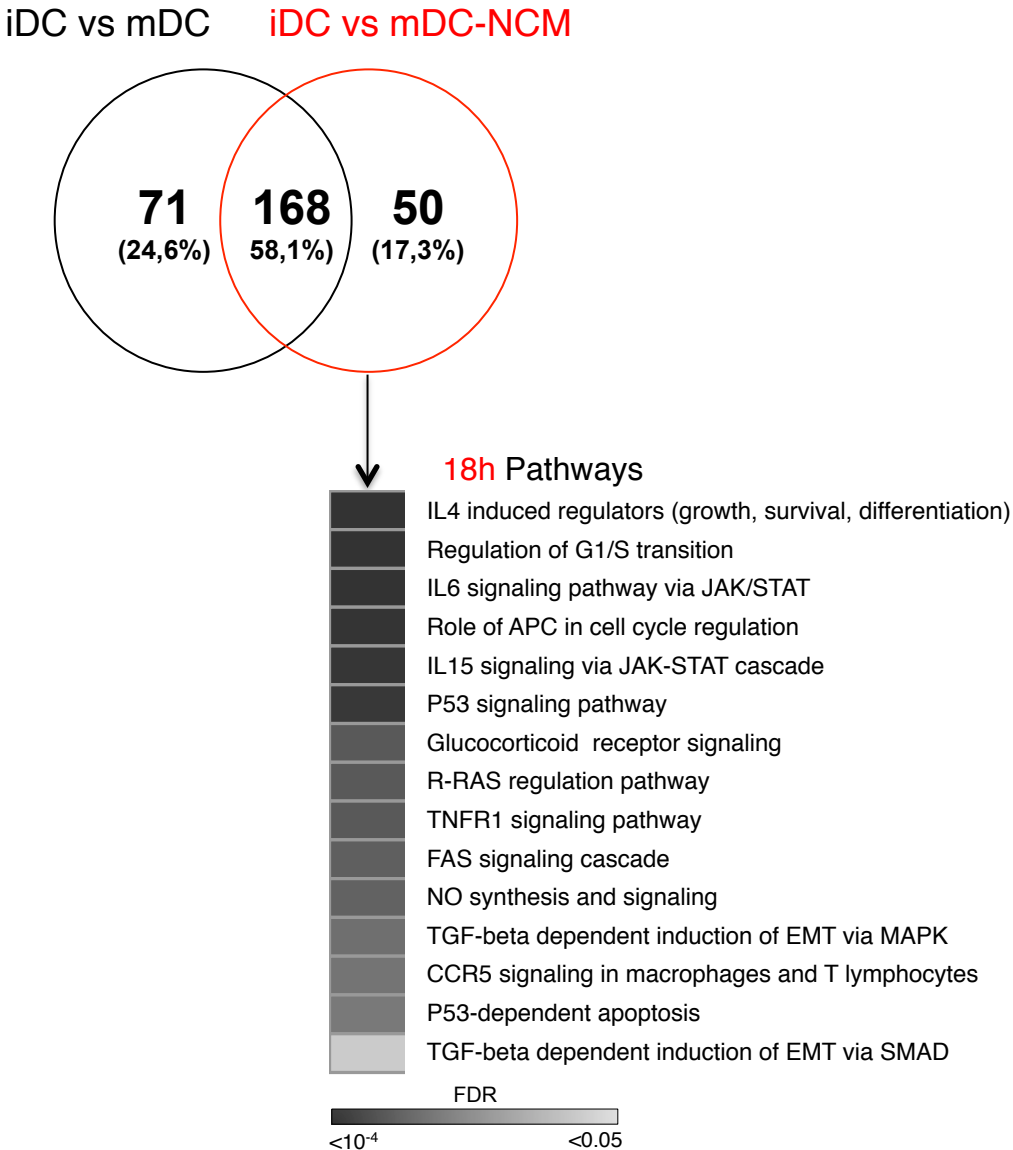 iDC vs mDC iDC vs mDC-NCM
71 168 50
(24,6%) 58,1%) (17,3%)
18h Pathways
IL4 induced regulators (growth, survival, differentiation)
Regulation of G1/S transition
IL6 signaling pathway via JAK/STAT
Role of APC in cell cycle regulation
IL15 signaling via JAK-STAT cascade
P53 signaling pathway
Glucocorticoid receptor signaling
R-RAS regulation pathway
TNFR1 signaling pathway
FAS signaling cascade
NO synthesis and signaling
TGF-beta dependent induction of EMT via MAPK
CCR5 signaling in macrophages and T lymphocytes
P53-dependent apoptosis
TGF-beta dependent induction of EMT via SMAD
FDR
<10⁻⁴ <0.05